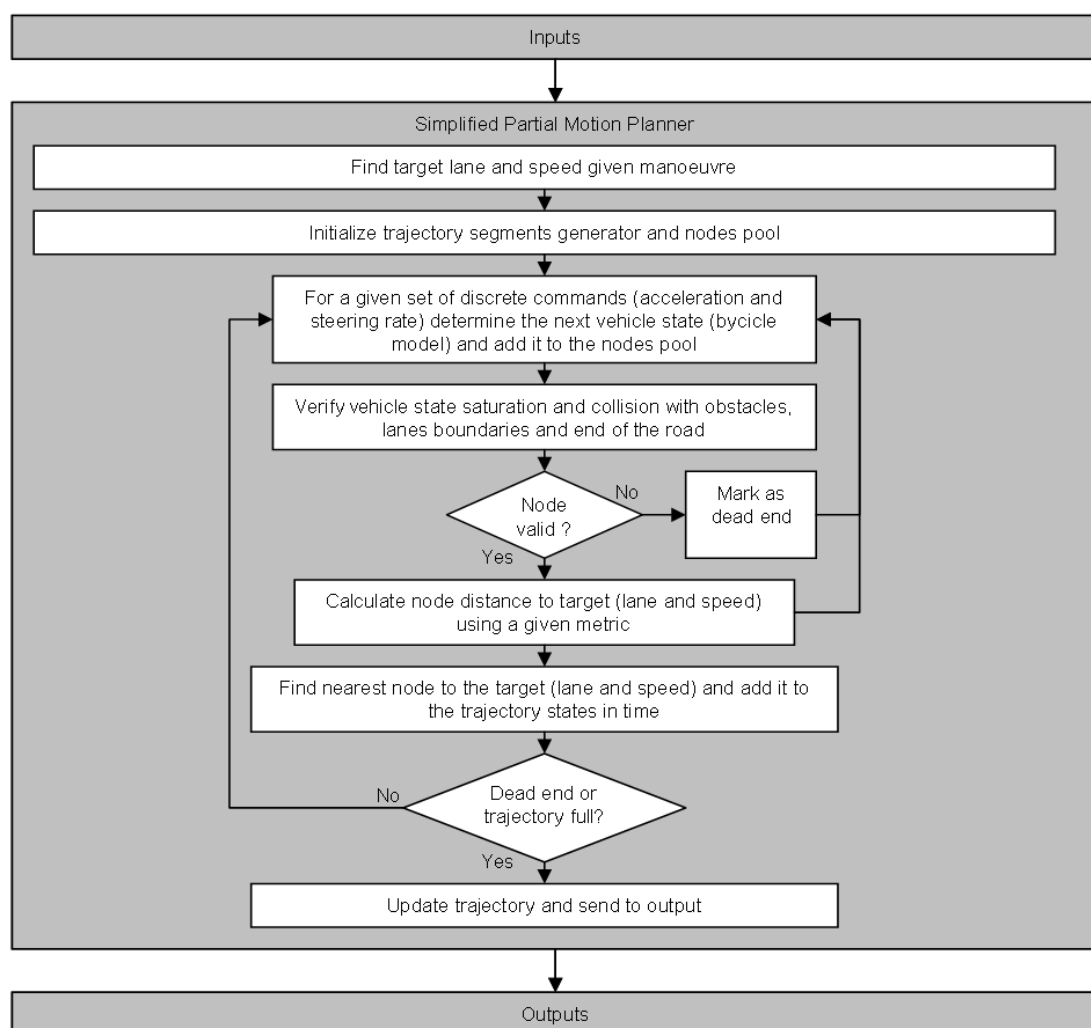 Inputs
Simplified Partial Motion Planner
Find target lane and speed given manoeuvre
Initialize trajectory segments generator and nodes pool
For a given set of discrete commands (acceleration and
steering rate) determine the next vehicle state (bycicle
model) and add it to the nodes pool
Verify vehicle state saturation and collision with obstacles,
lanes boundaries and end of the road
Node
valid ?
No
Mark as
dead end
Yes
Calculate node distance to target (lane and speed)
using a given metric
Find nearest node to the target (lane and speed) and add it to
the trajectory states in time
No
Dead end or
trajectory full?
Yes
Update trajectory and send to output
Outputs